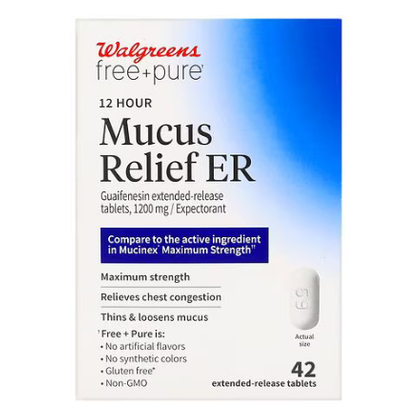 Walgreens
free+pure†
12 HOUR
Mucus
Relief ER
Guaifenesin extended-release
tablets, 1200 mg / Expectorant
Compare to the active ingredient
in Mucinex® Maximum Strength††
Maximum strength
Relieves chest congestion
Thins & loosens mucus
†Free + Pure is:
• No artificial flavors
• No synthetic colors
• Gluten free*
• Non-GMO
Actual
size
42
extended-release tablets